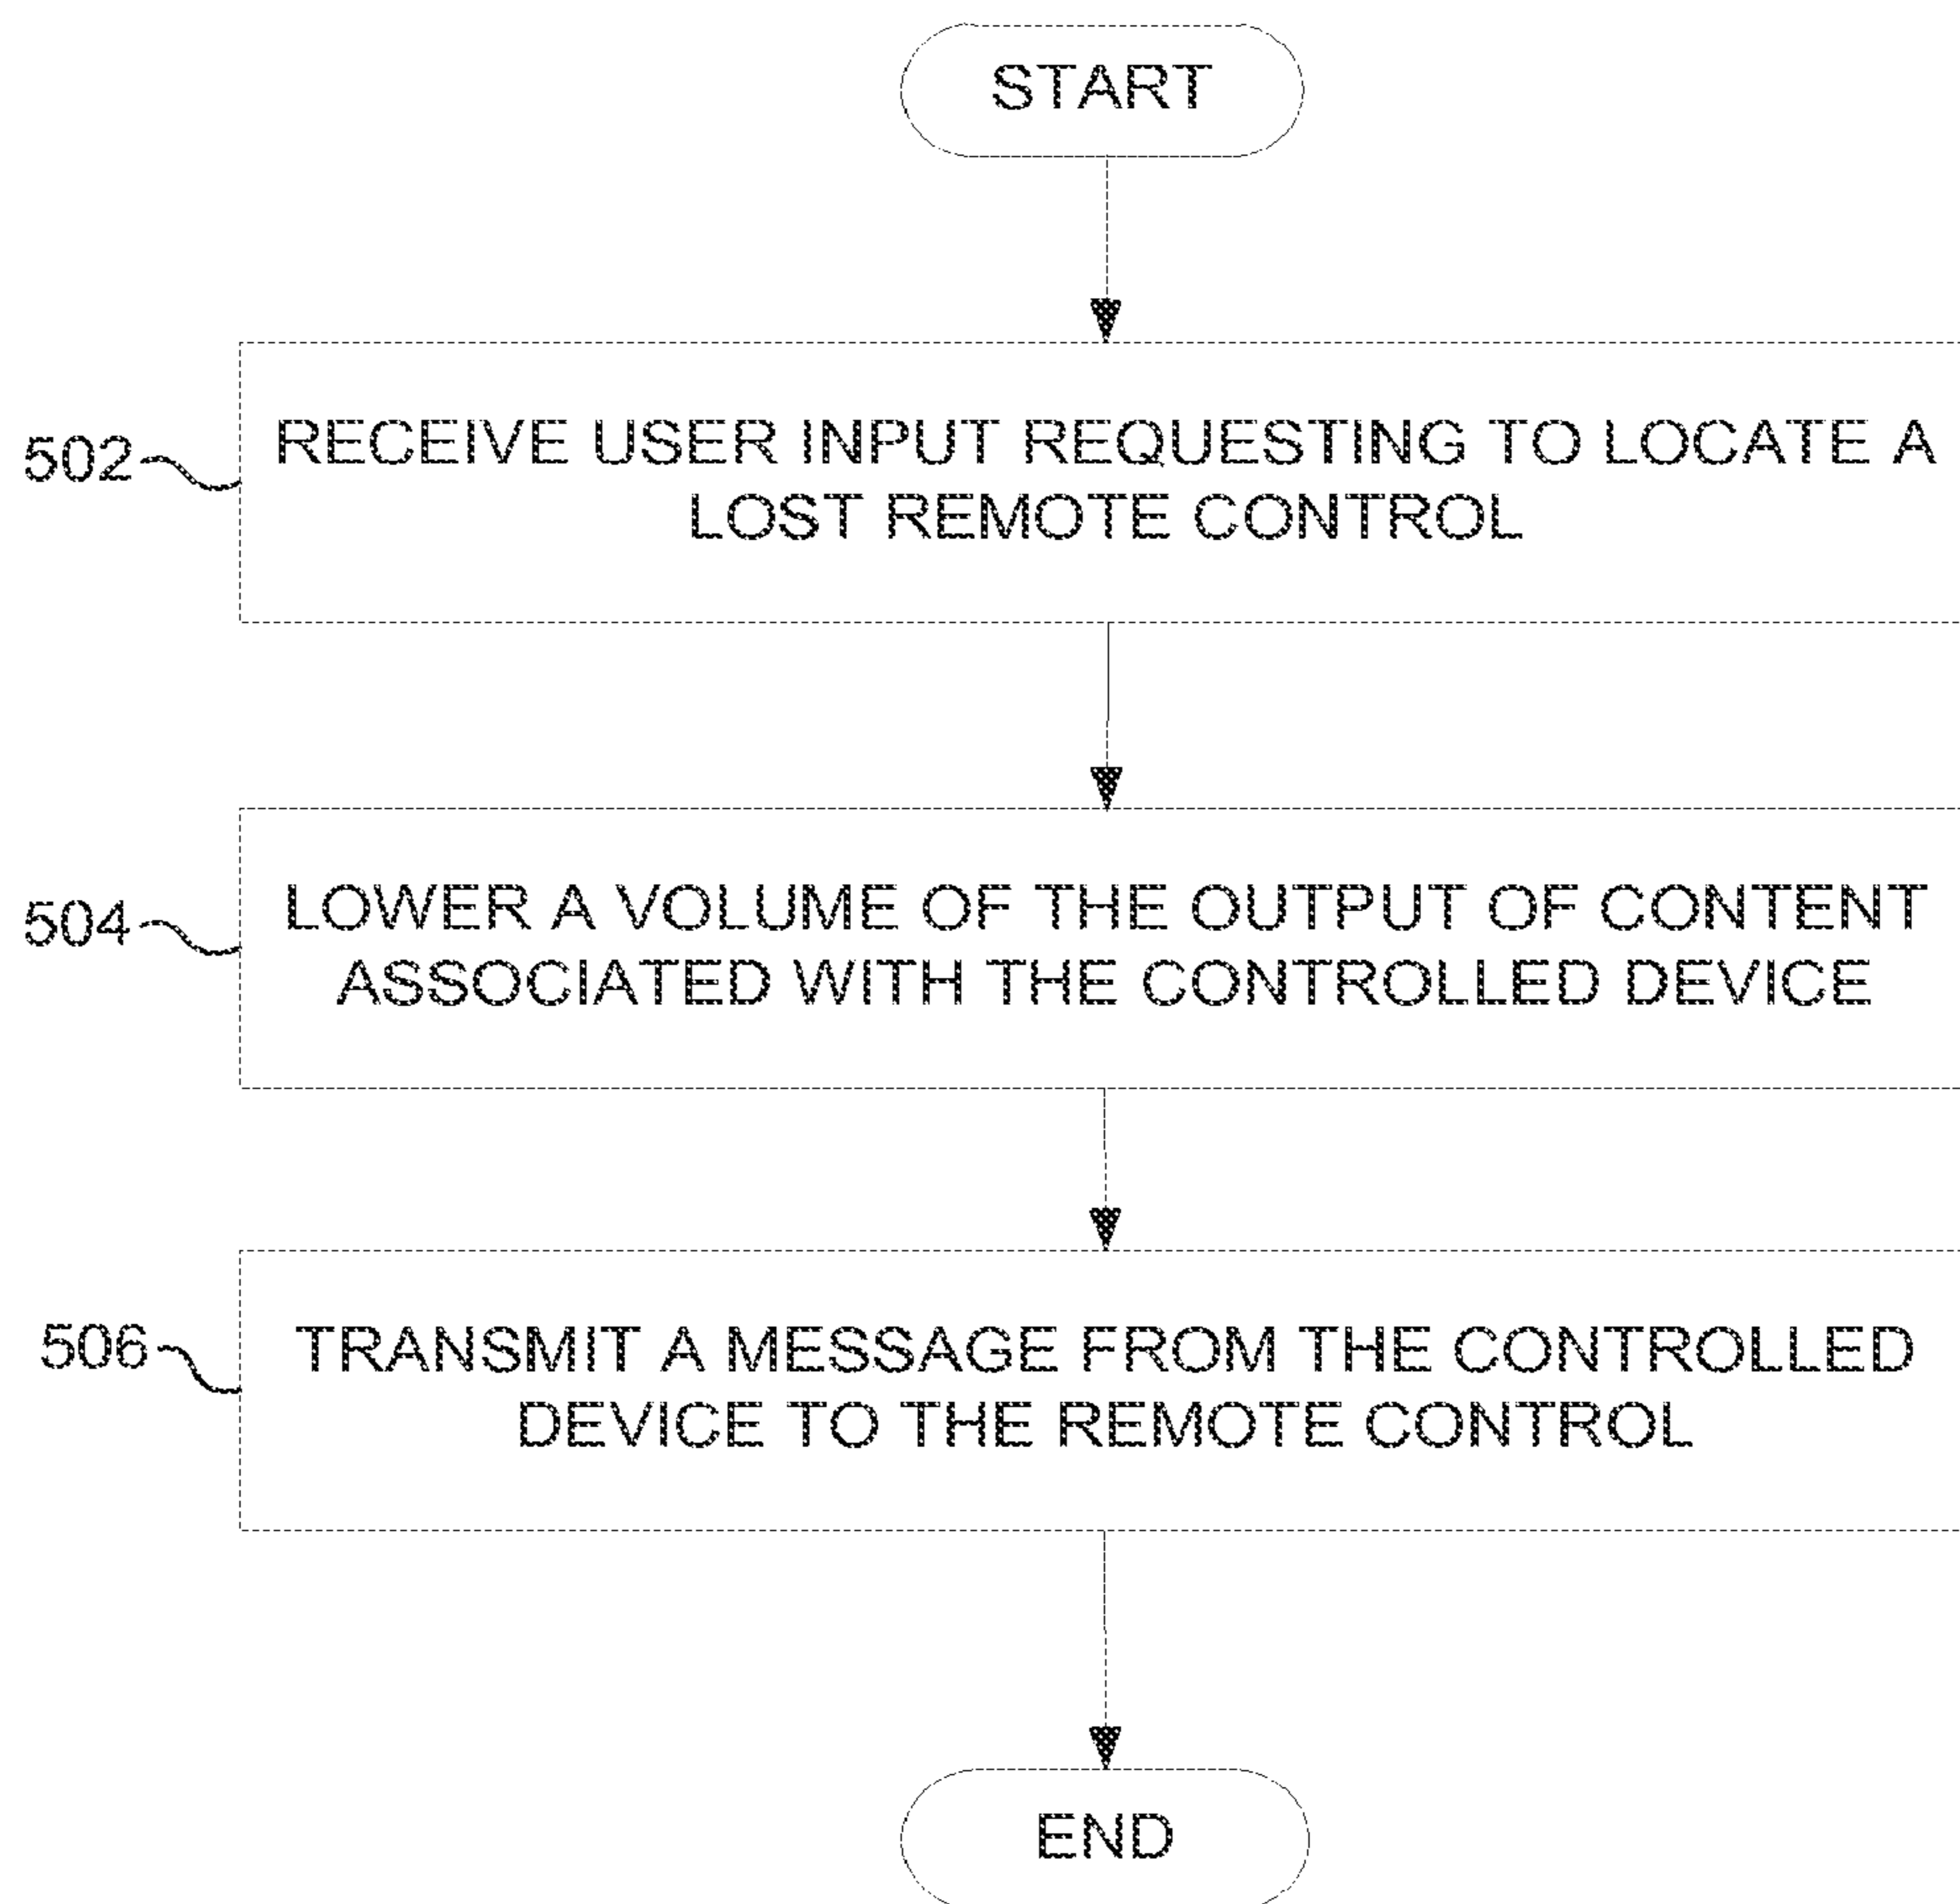 START
502
RECEIVE USER INPUT REQUESTING TO LOCATE A
LOST REMOTE CONTROL
504
LOWER A VOLUME OF THE OUTPUT OF CONTENT
ASSOCIATED WITH THE CONTROLLED DEVICE
506
TRANSMIT A MESSAGE FROM THE CONTROLLED
DEVICE TO THE REMOTE CONTROL
END